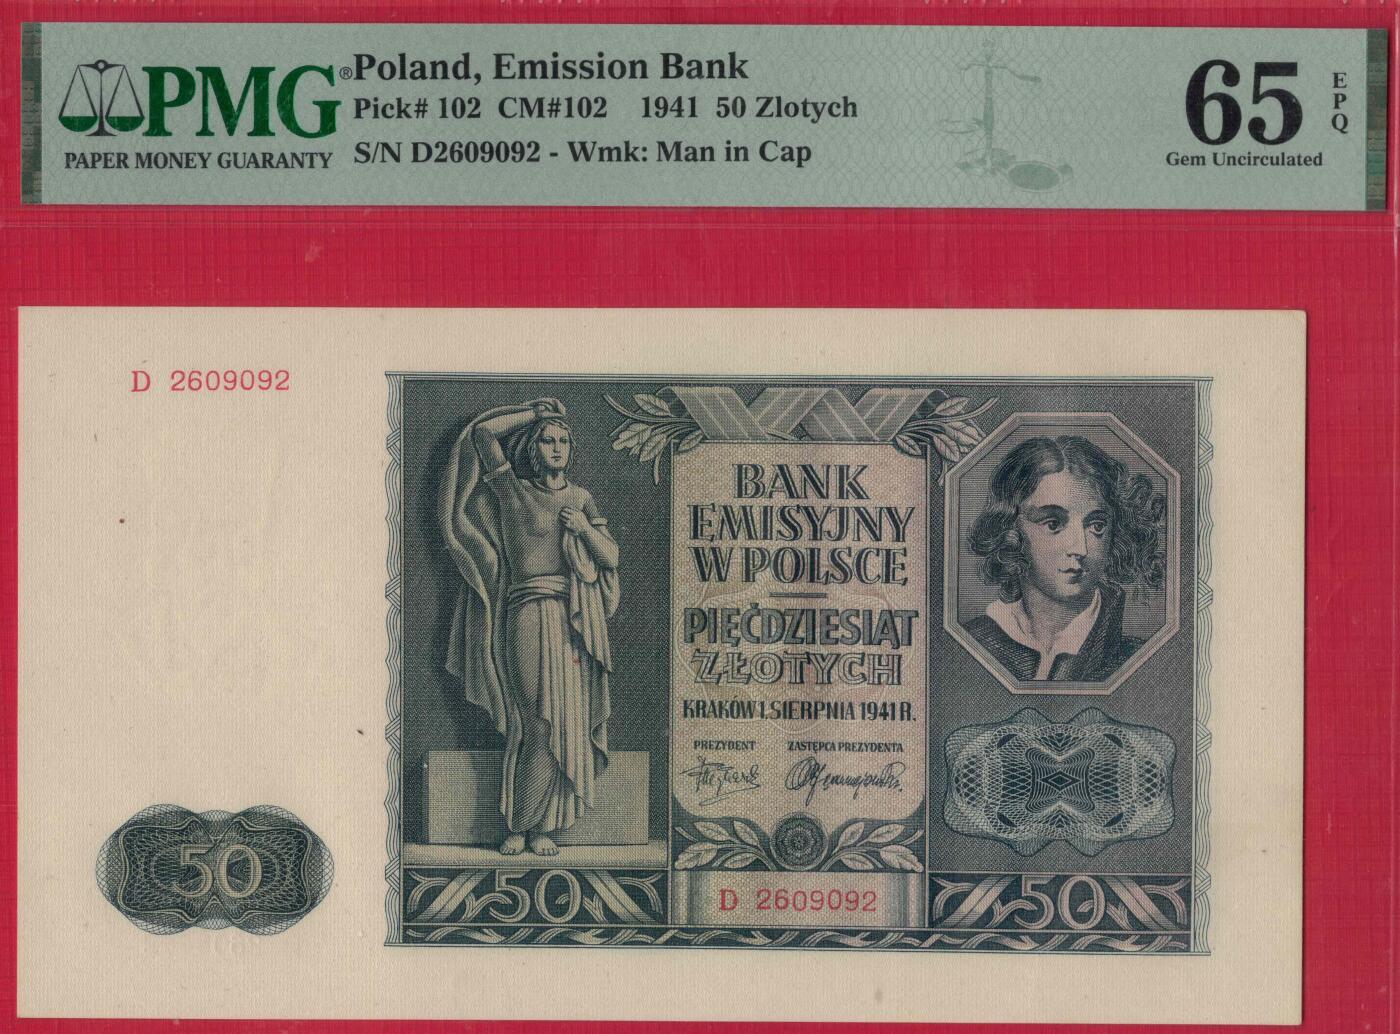 PMG®
PAPER MONEY GUARANTY
Poland, Emission Bank
Pick# 102 CM#102 1941 50 Zlotych
S/N D2609092 - Wmk: Man in Cap
65
EPQ
Gem Uncirculated
D 2609092
BANK
EMISYJNY
W POLSCE
PIĘĆDZIESIĄT
ZŁOTYCH
KRAKÓW 1. SIERPNIA 1941 R.
PREZYDENT ZASTĘPCA PREZYDENTA
50
50
D 2609092
50